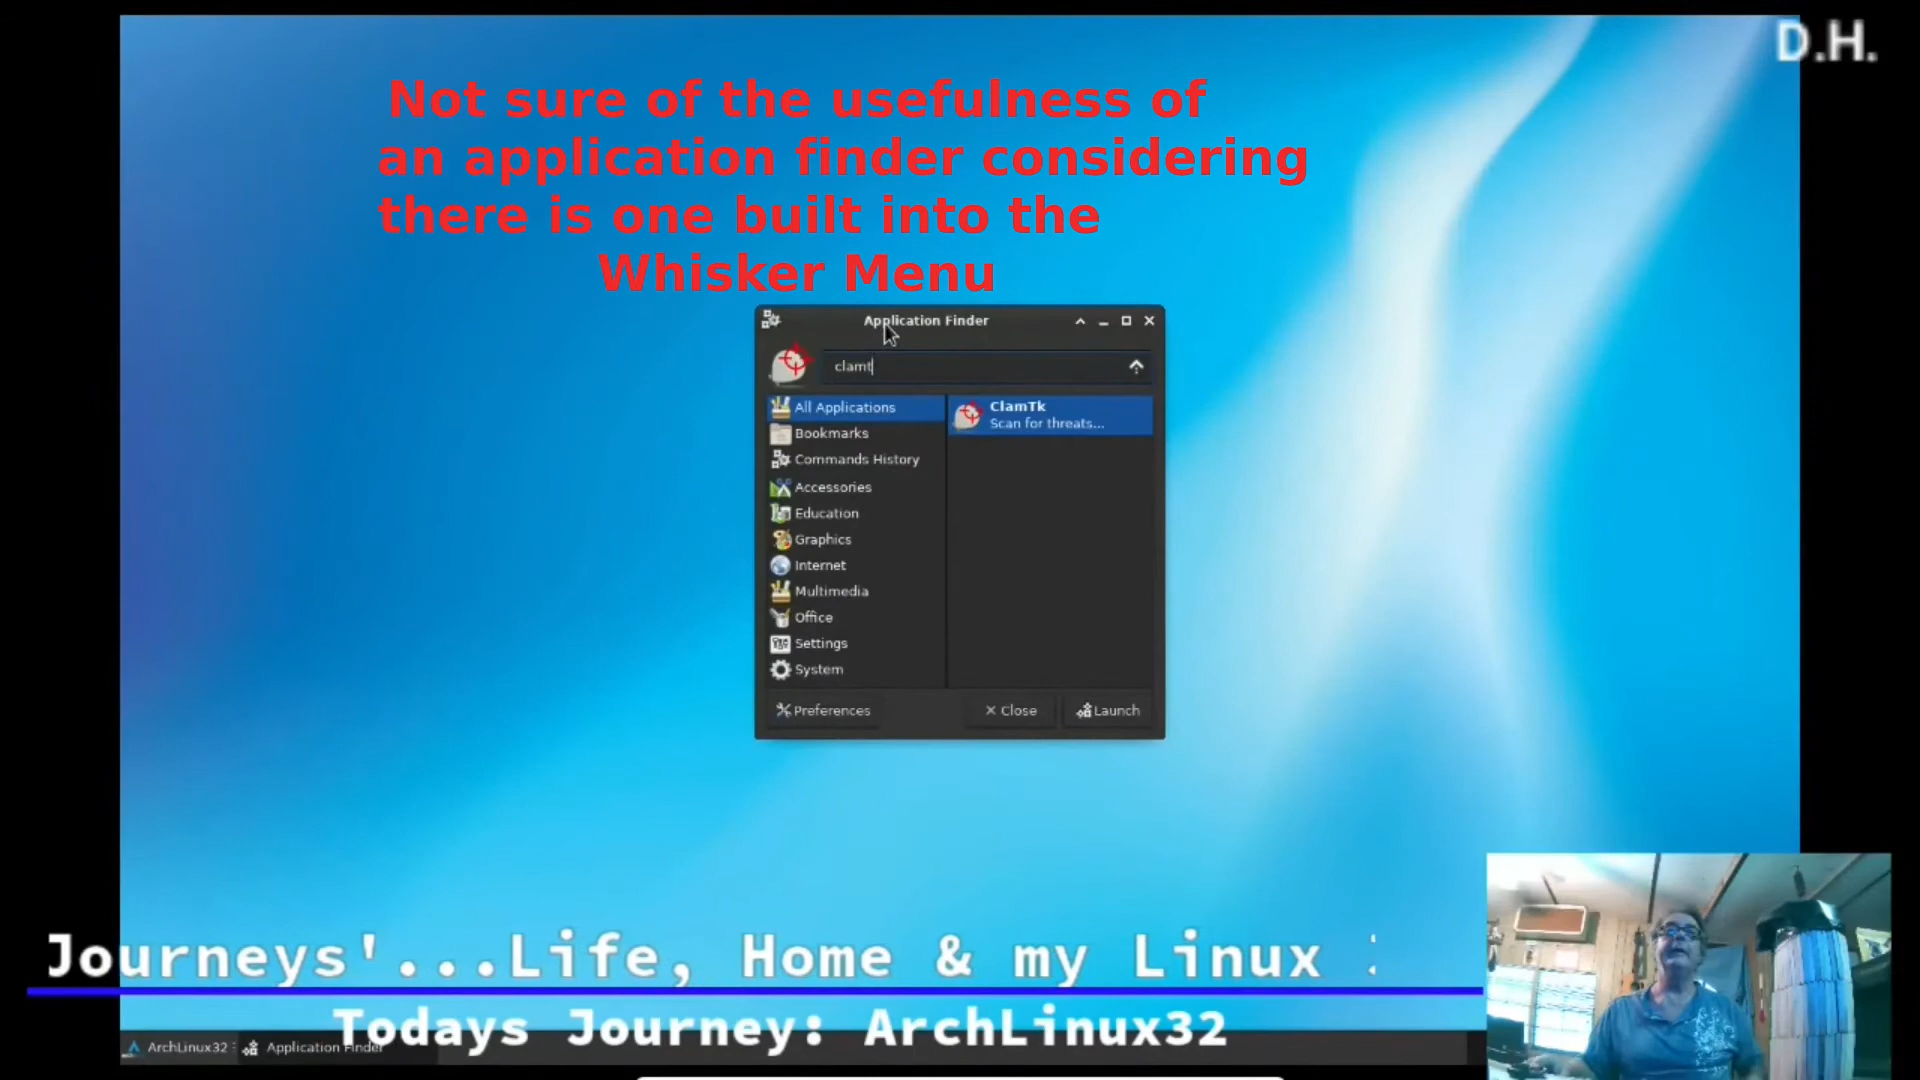 D.H.
Not sure of the usefulness of
an application finder considering
there is one built into the
Whisker Menu
Application Finder
clamt
All Applications
Bookmarks
Commands History
Accessories
Education
Graphics
Internet
Multimedia
Office
Settings
System
ClamTk
Scan for threats...
Preferences
Close
Launch
Journeys'...Life, Home & my Linux
Todays Journey: ArchLinux32
ArchLinux32
Application Finder